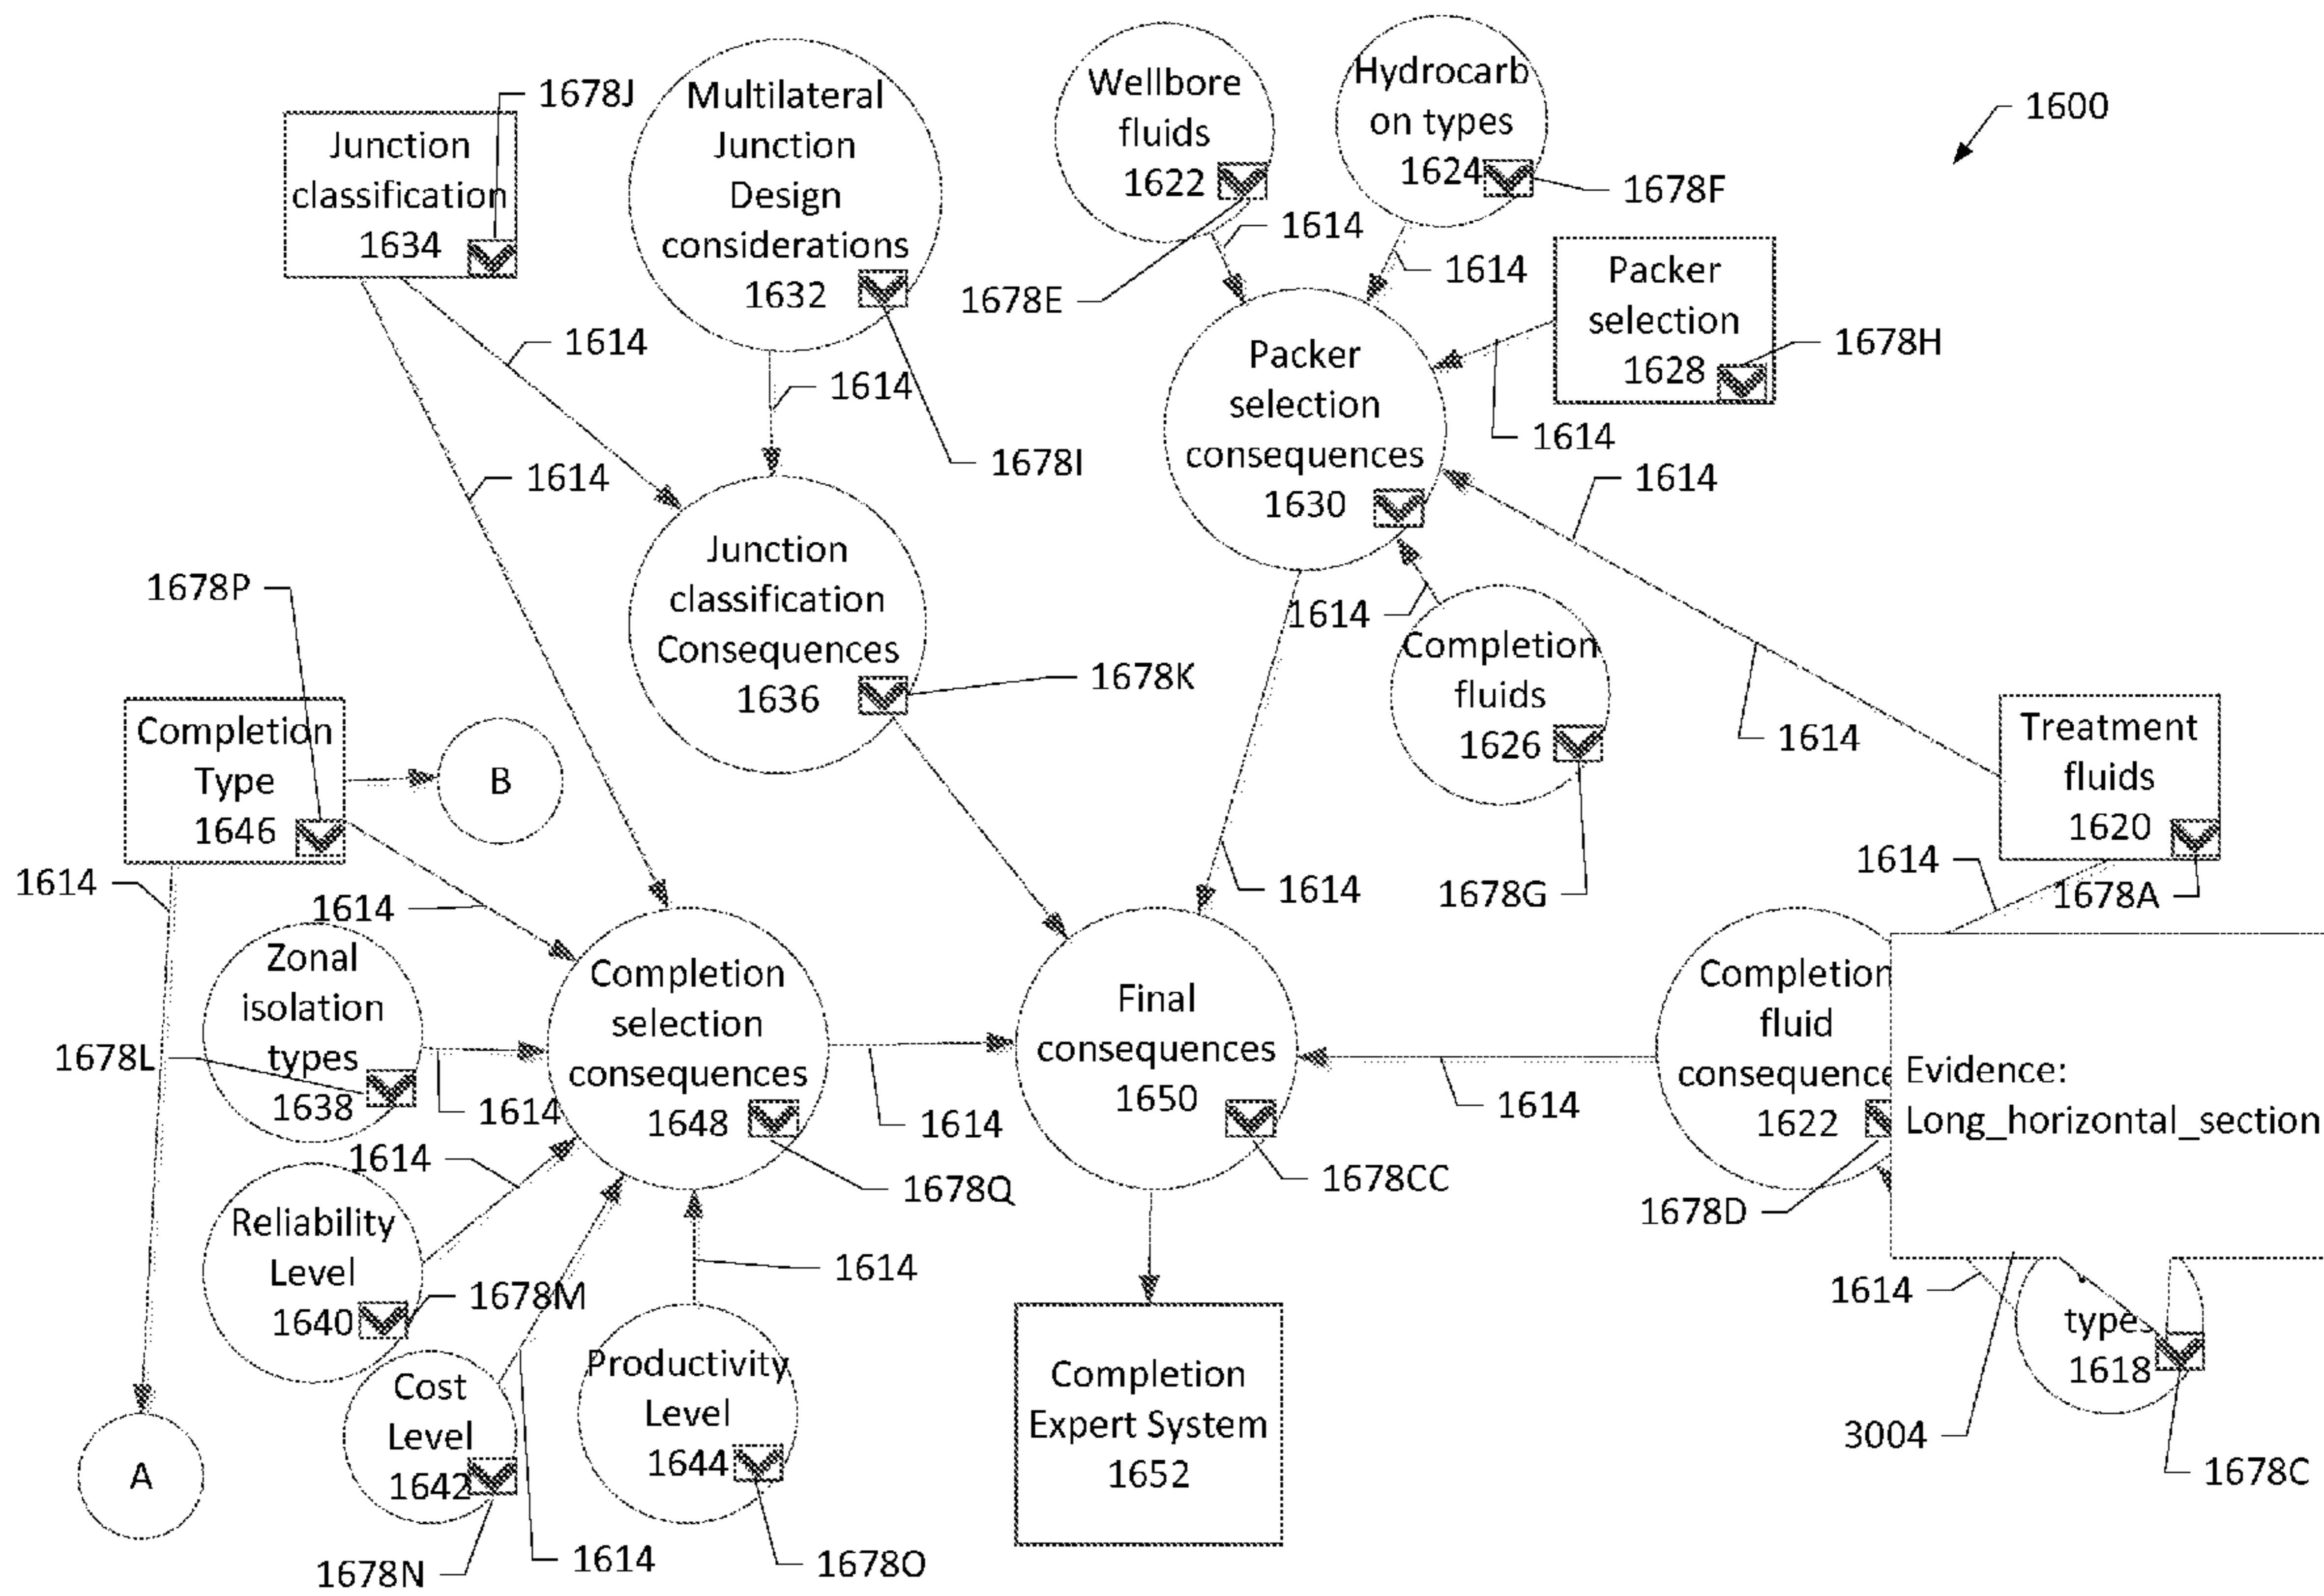 1600
1678J
Junction
classification
1634
Multilateral
Junction
Design
considerations
1632
1678I
Wellbore
fluids
1622
1678E
Hydrocarb
on types
1624
1678F
1614
1614
Packer
selection
1628
1678H
1614
1614
1614
1614
Packer
selection
consequences
1630
1614
1614
Completion
fluids
1626
1678G
1614
Treatment
fluids
1620
1678A
1614
1678P
Junction
classification
Consequences
1636
1678K
Completion
Type
1646
B
1614
1614
Zonal
isolation
types
1638
1678L
1614
Completion
selection
consequences
1648
1678Q
1614
1614
Final
consequences
1650
1678CC
1614
Completion
fluid
consequence
1622
1678D
Evidence:
Long_horizontal_section
1614
Reliability
Level
1640
1678M
1614
1614
Cost
Level
1642
1678N
1614
Productivity
Level
1644
1678O
Completion
Expert System
1652
types
1618
3004
1678C
A